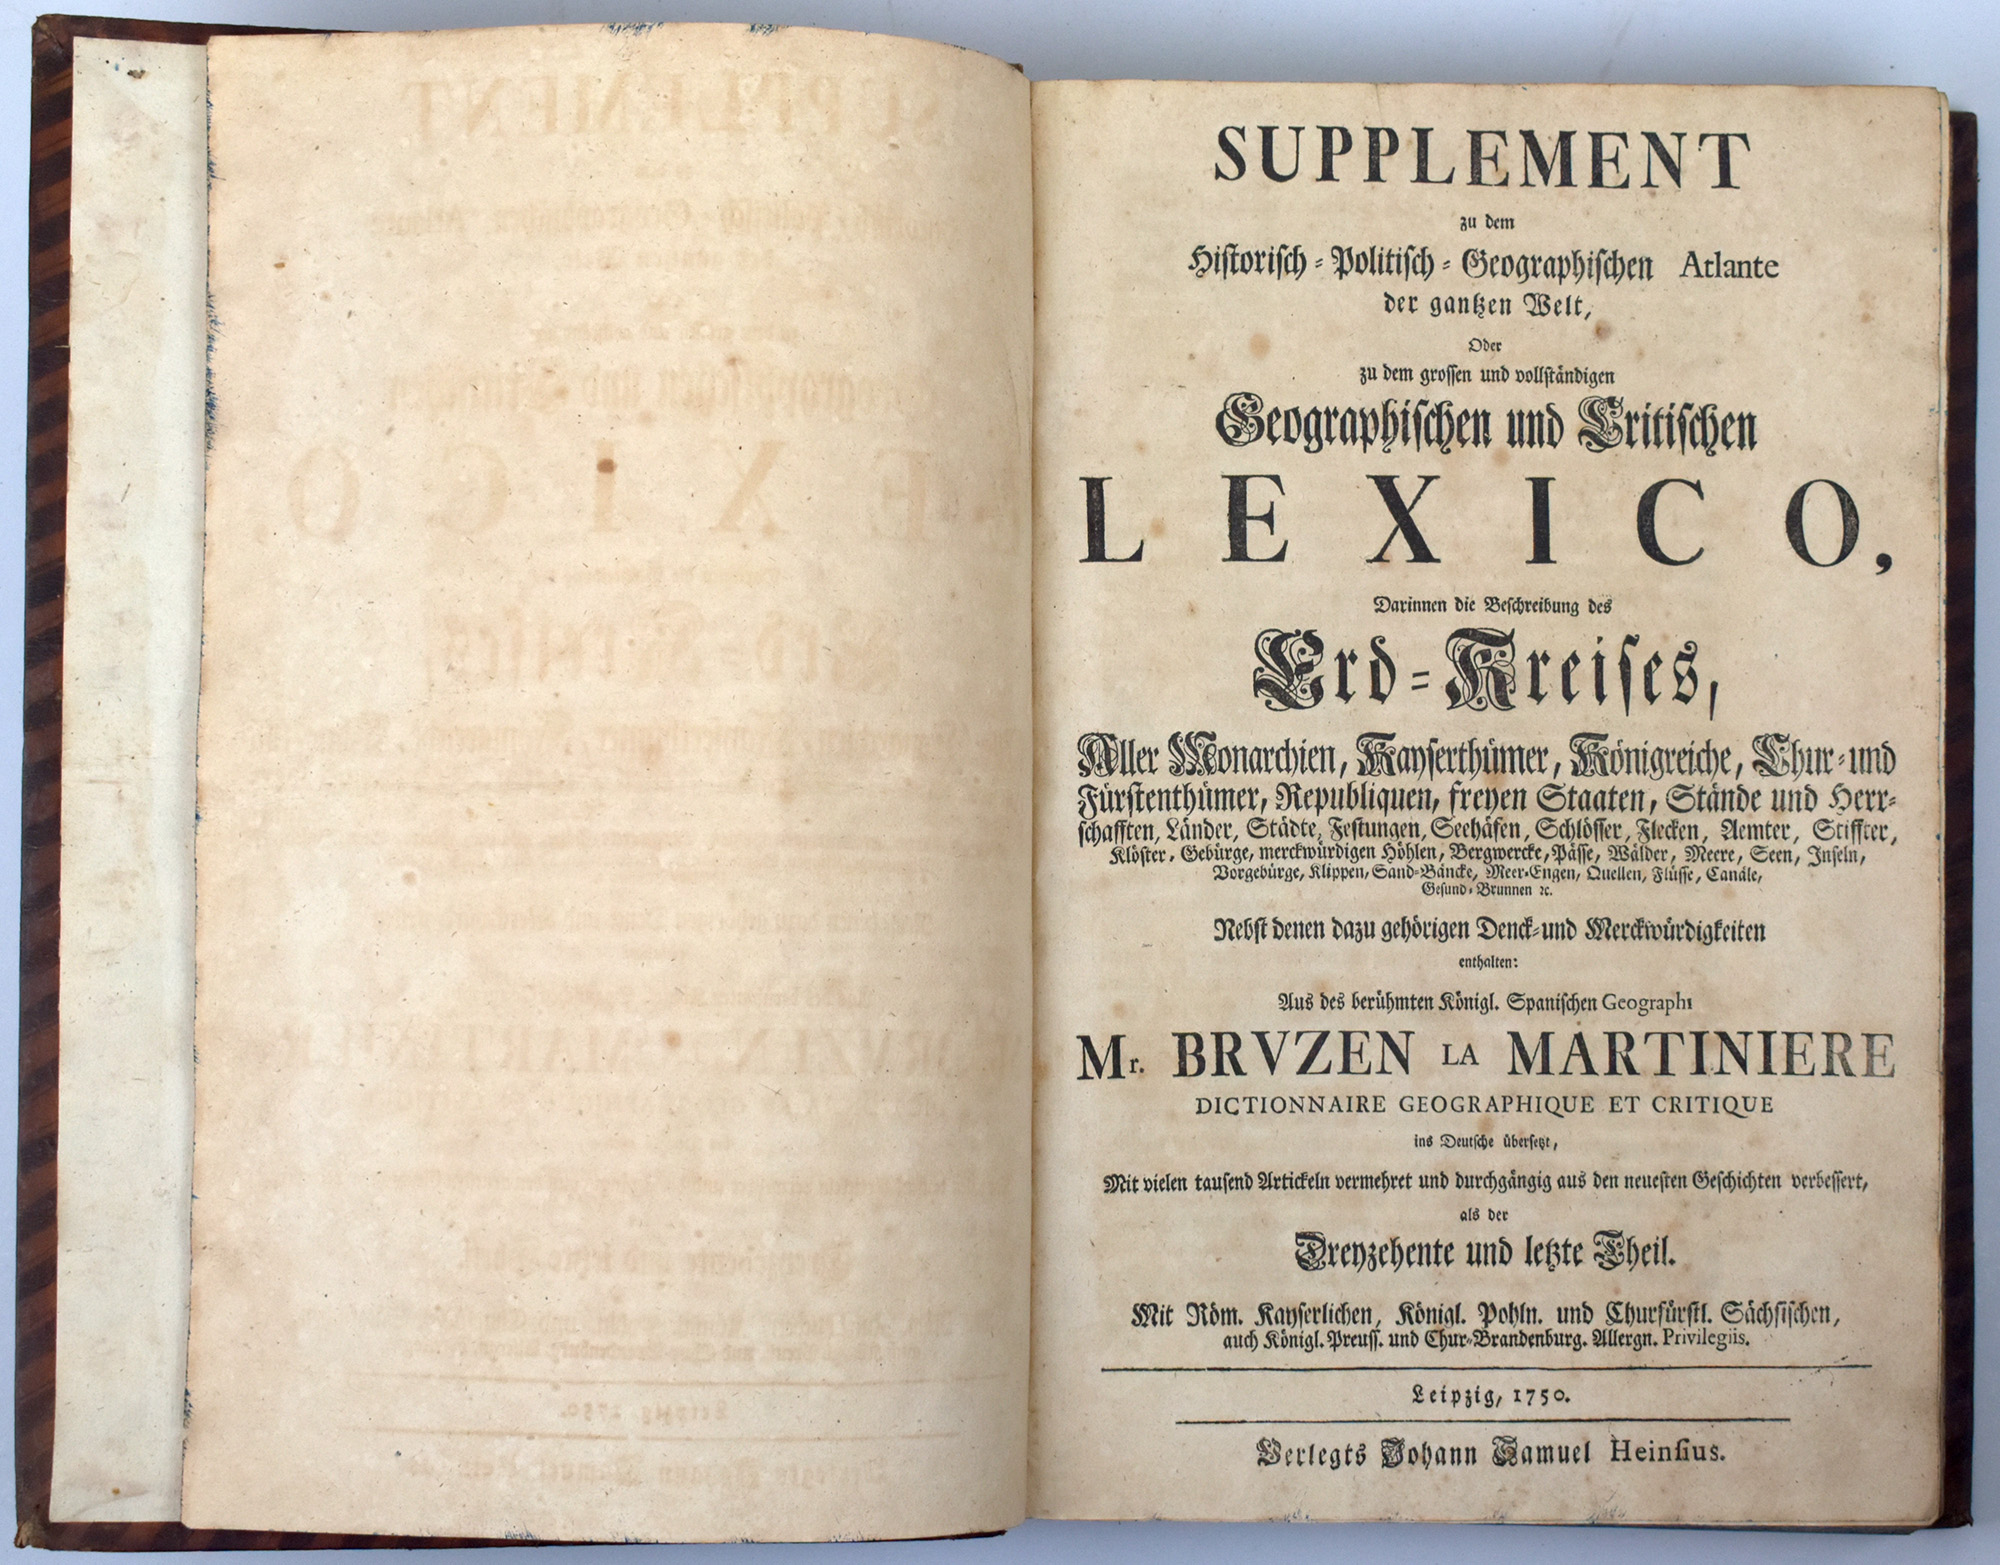 SUPPLEMENT
zu dem
Historisch-Politisch-Geographischen Atlante
der gantzen Welt,
Oder
zu dem grossen und vollständigen
Geographischen und Critischen
LEXICO,
Darinnen die Beschreibung des
Erd-Kreises,
Aller Monarchien, Kayserthümer, Königreiche, Chur- und
Fürstenthümer, Republiquen, freyen Staaten, Stände und Herr-
schafften, Länder, Städte, Festungen, Seehäfen, Schlösser, Flecken, Aemter, Stiffter,
Klöster, Gebürge, merckwürdigen Höhlen, Bergwercke, Pässe, Wälder, Meere, Seen, Inseln,
Vorgebürge, Klippen, Sand-Bäncke, Meer-Engen, Quellen, Flüsse, Canäle,
Gesund-Brunnen ꝛc.
Nebst denen dazu gehörigen Denck- und Merckwürdigkeiten
enthalten:
Aus des berühmten Königl. Spanischen Geographi
Mr. BRVZEN LA MARTINIERE
DICTIONNAIRE GEOGRAPHIQUE ET CRITIQUE
ins Deutsche übersetzt,
Mit vielen tausend Artickeln vermehret und durchgängig aus den neuesten Geschichten verbessert,
als der
Dreyzehente und letzte Theil.
Mit Röm. Kayserlichen, Königl. Pohln. und Churfürstl. Sächsischen,
auch Königl. Preuss. und Chur-Brandenburg. Allergn. Privilegiis.
Leipzig, 1750.
Verlegts Johann Samuel Heinsius.